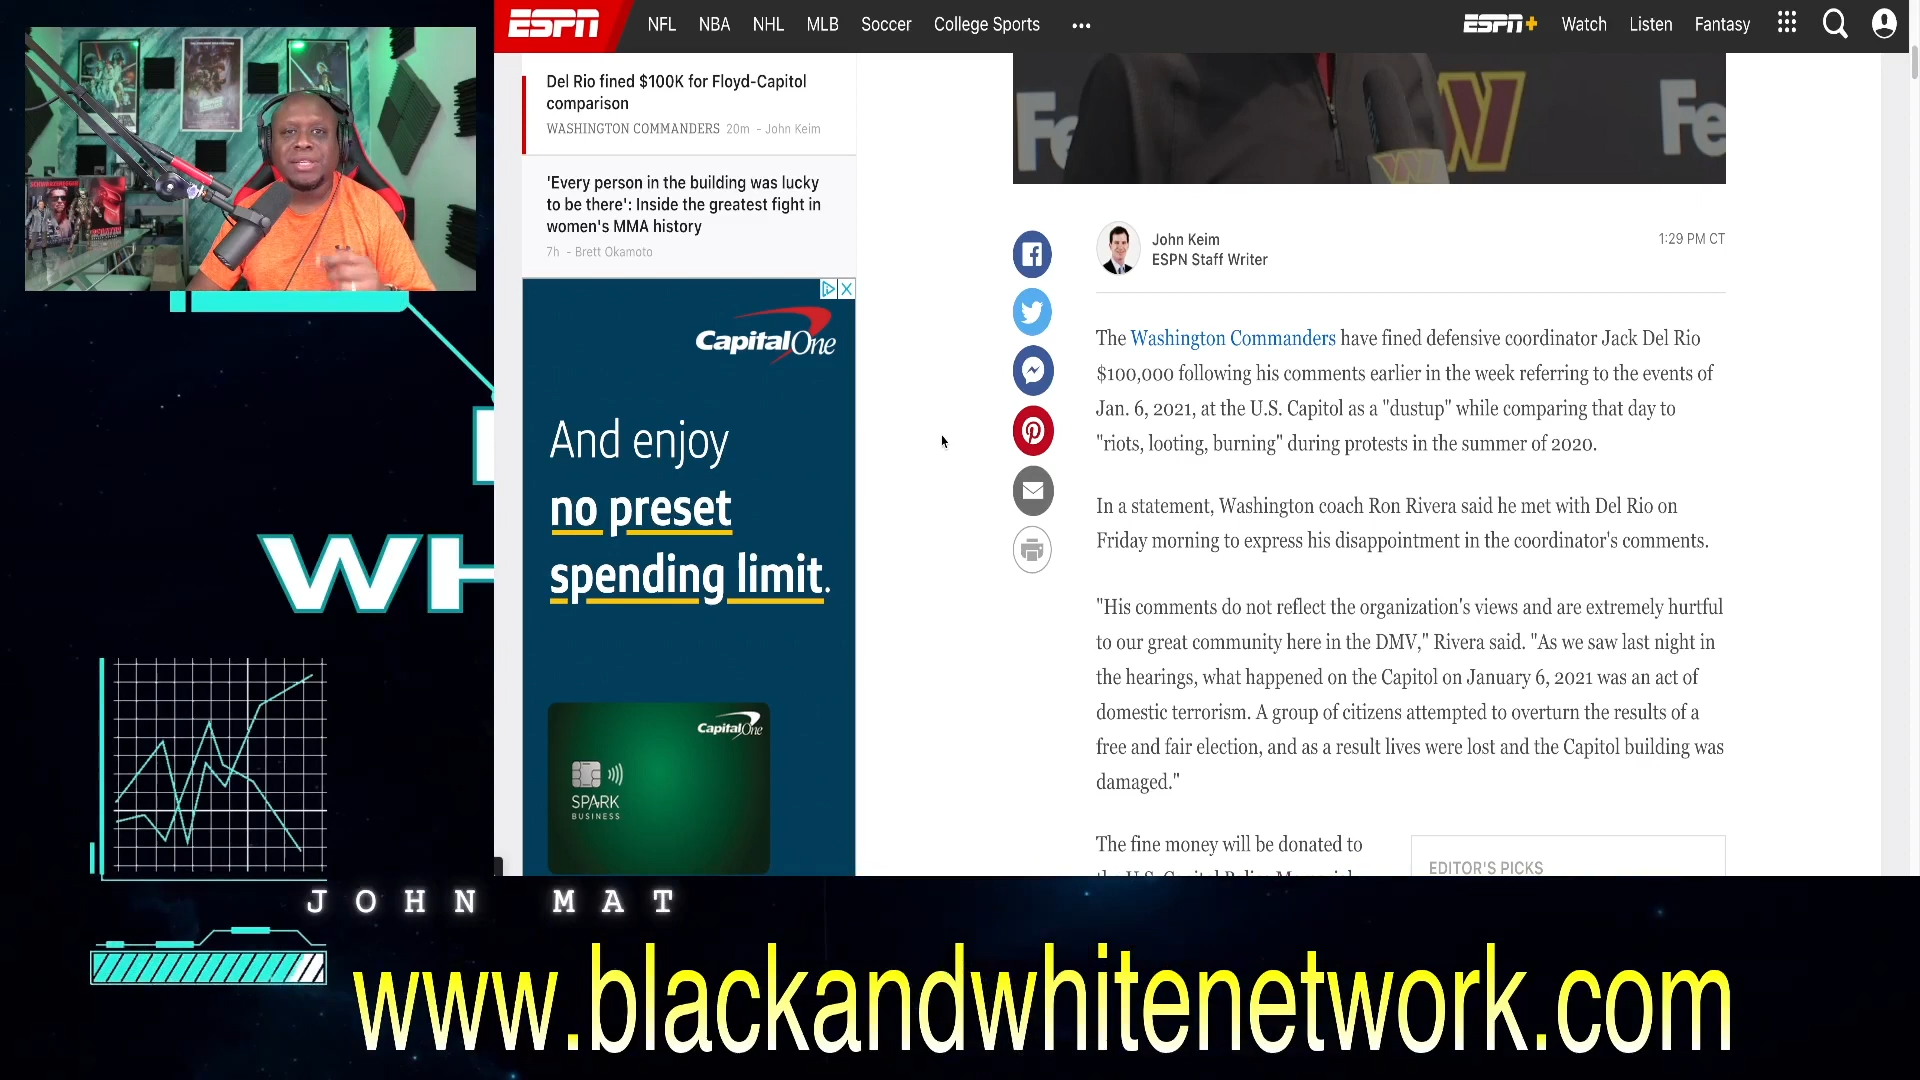 ESPN
NFL NBA NHL MLB Soccer College Sports
ESPN+ Watch Listen Fantasy
Del Rio fined $100K for Floyd-Capitol
comparison
WASHINGTON COMMANDERS 20m - John Keim
'Every person in the building was lucky
to be there': Inside the greatest fight in
women's MMA history
7h - Brett Okamoto
Capital One
And enjoy
no preset
spending limit.
Capital One
SPARK
BUSINESS
Fe
Fe
John Keim
ESPN Staff Writer
1:29 PM CT
The Washington Commanders have fined defensive coordinator Jack Del Rio
$100,000 following his comments earlier in the week referring to the events of
Jan. 6, 2021, at the U.S. Capitol as a "dustup" while comparing that day to
"riots, looting, burning" during protests in the summer of 2020.
In a statement, Washington coach Ron Rivera said he met with Del Rio on
Friday morning to express his disappointment in the coordinator's comments.
"His comments do not reflect the organization's views and are extremely hurtful
to our great community here in the DMV," Rivera said. "As we saw last night in
the hearings, what happened on the Capitol on January 6, 2021 was an act of
domestic terrorism. A group of citizens attempted to overturn the results of a
free and fair election, and as a result lives were lost and the Capitol building was
damaged."
The fine money will be donated to
EDITOR'S PICKS
WH
JOHN MAT
www.blackandwhitenetwork.com